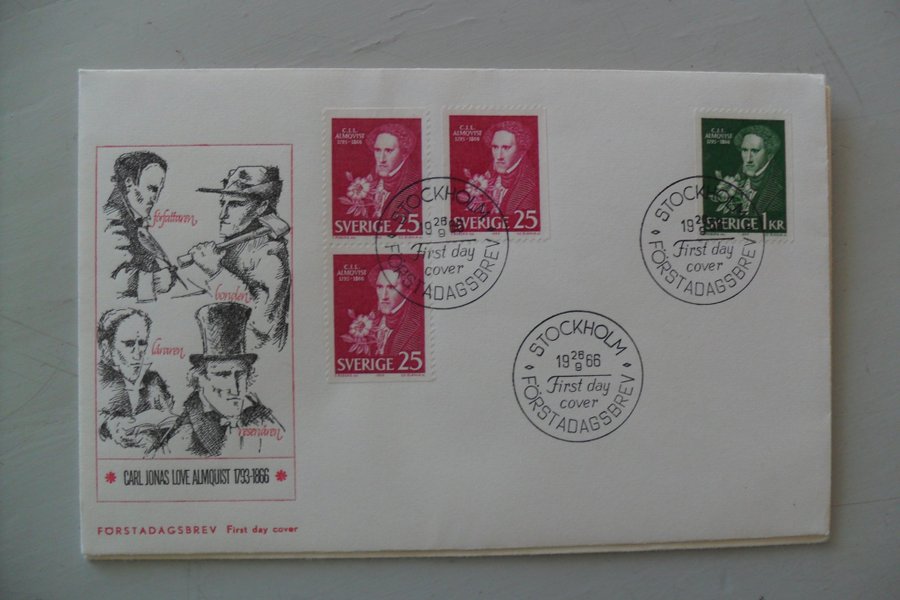 författaren
bonden
läraren
resenären
* CARL JONAS LOVE ALMQUIST 1793-1866 *
FÖRSTADAGSBREV First day cover
C.J.L.
ALMQVIST
1793-1866
SVERIGE 25
C.J.L.
ALMQVIST
1793-1866
SVERIGE 25
C.J.L.
ALMQVIST
1793-1866
SVERIGE 25
STOCKHOLM
19 26/9 66
First day
cover
FÖRSTADAGSBREV
C.J.L.
ALMQVIST
1793-1866
SVERIGE 1 KR
STOCKHOLM
19 26/9 66
First day
cover
FÖRSTADAGSBREV
STOCKHOLM
19 26/9 66
First day
cover
FÖRSTADAGSBREV